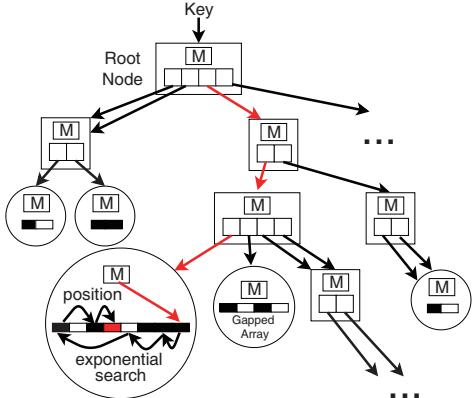 Key
Root
Node
M
...
M
M
M
M
M
M
M
position
exponential
search
M
Gapped
Array
M
M
...